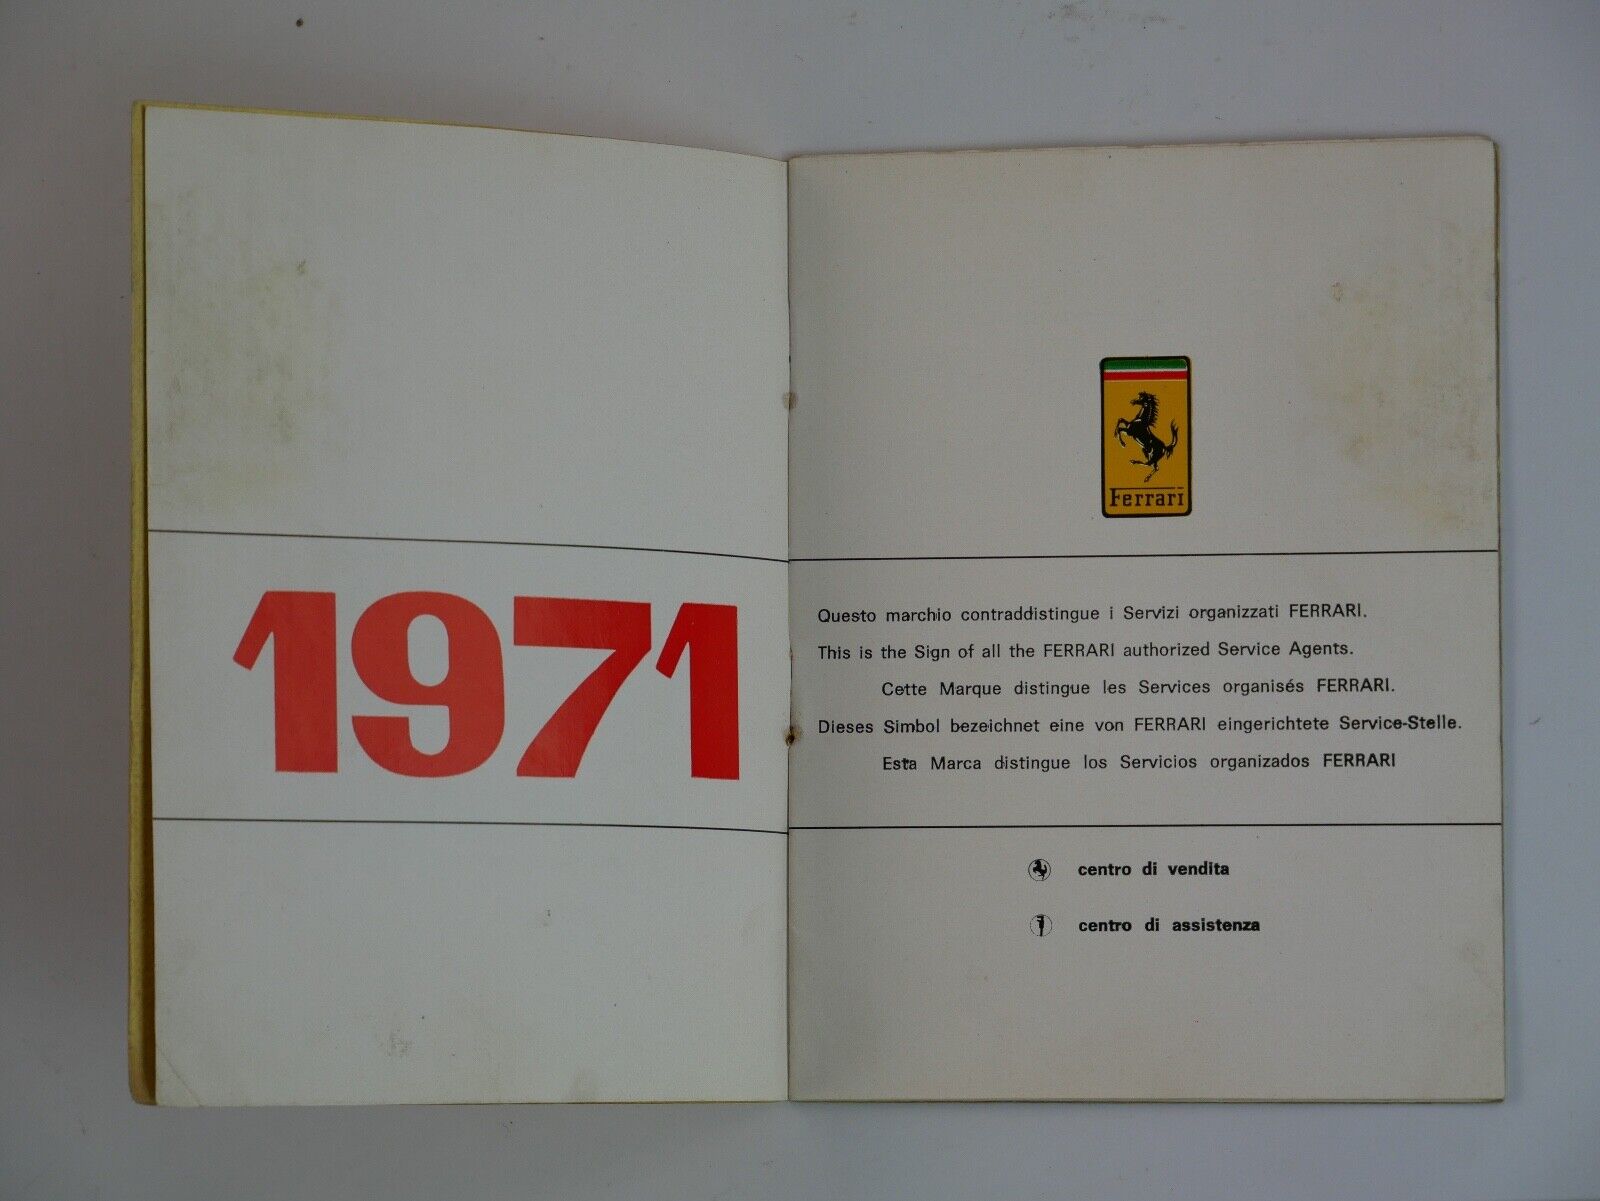 1971
Ferrari
Questo marchio contraddistingue i Servizi organizzati FERRARI.
This is the Sign of all the FERRARI authorized Service Agents.
Cette Marque distingue les Services organisés FERRARI.
Dieses Simbol bezeichnet eine von FERRARI eingerichtete Service-Stelle.
Esta Marca distingue los Servicios organizados FERRARI
centro di vendita
centro di assistenza